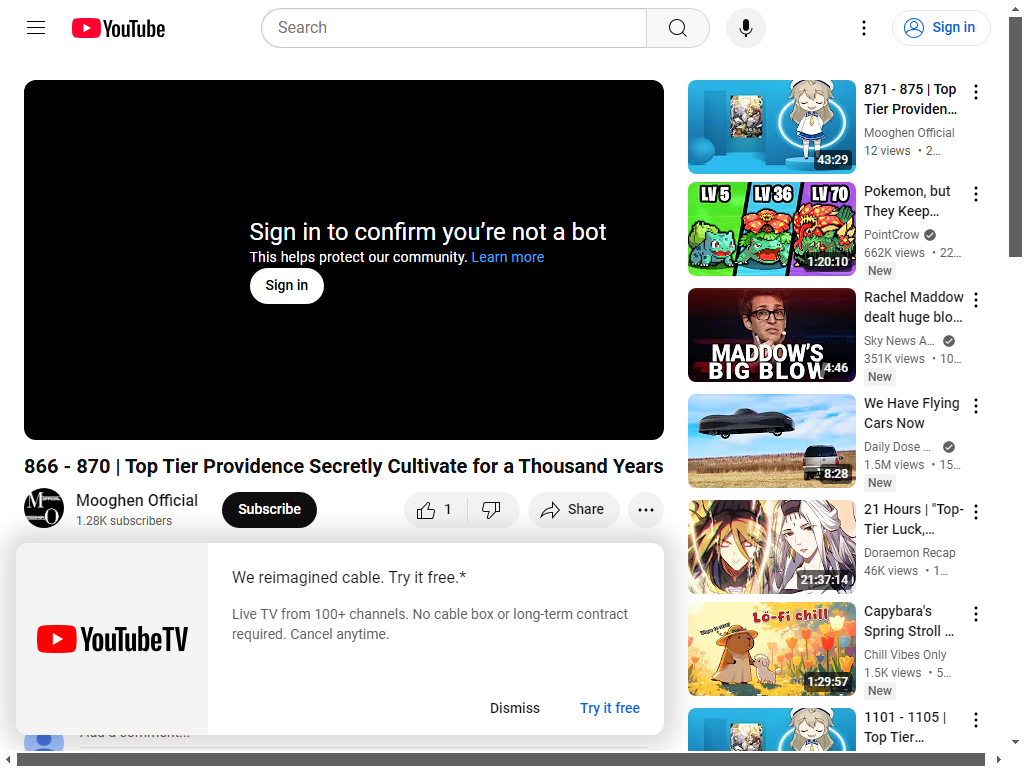 YouTube
Search
Sign in
Sign in to confirm you're not a bot
This helps protect our community. Learn more
Sign in
866 - 870 | Top Tier Providence Secretly Cultivate for a Thousand Years
Mooghen Official
1.28K subscribers
Subscribe
1
Share
We reimagined cable. Try it free.*
Live TV from 100+ channels. No cable box or long-term contract
required. Cancel anytime.
YouTubeTV
Dismiss
Try it free
Add a comment...
43:29
871 - 875 | Top
Tier Providen...
Mooghen Official
12 views • 2...
LV 5 LV 36 LV 70
1:20:10
Pokemon, but
They Keep...
PointCrow
662K views • 22...
New
MADDOW'S
BIG BLOW
4:46
Rachel Maddow
dealt huge blo...
Sky News A...
351K views • 10...
New
8:28
We Have Flying
Cars Now
Daily Dose ...
1.5M views • 15...
New
21:37:14
21 Hours | "Top-
Tier Luck,...
Doraemon Recap
46K views • 1...
Lo-fi chill
1:29:57
Capybara's
Spring Stroll ...
Chill Vibes Only
1.5K views • 5...
New
1101 - 1105 |
Top Tier...